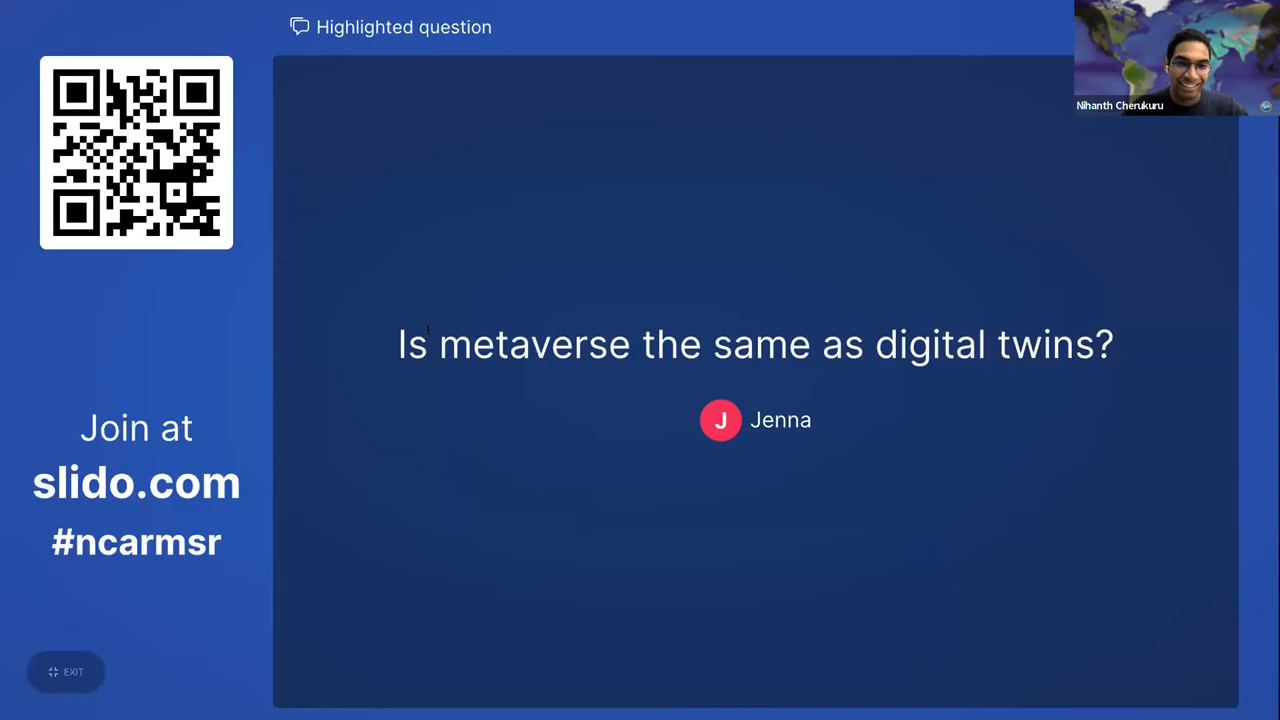 Highlighted question
Nihanth Cherukuru
Is metaverse the same as digital twins?
J Jenna
Join at
slido.com
#ncarmsr
EXIT